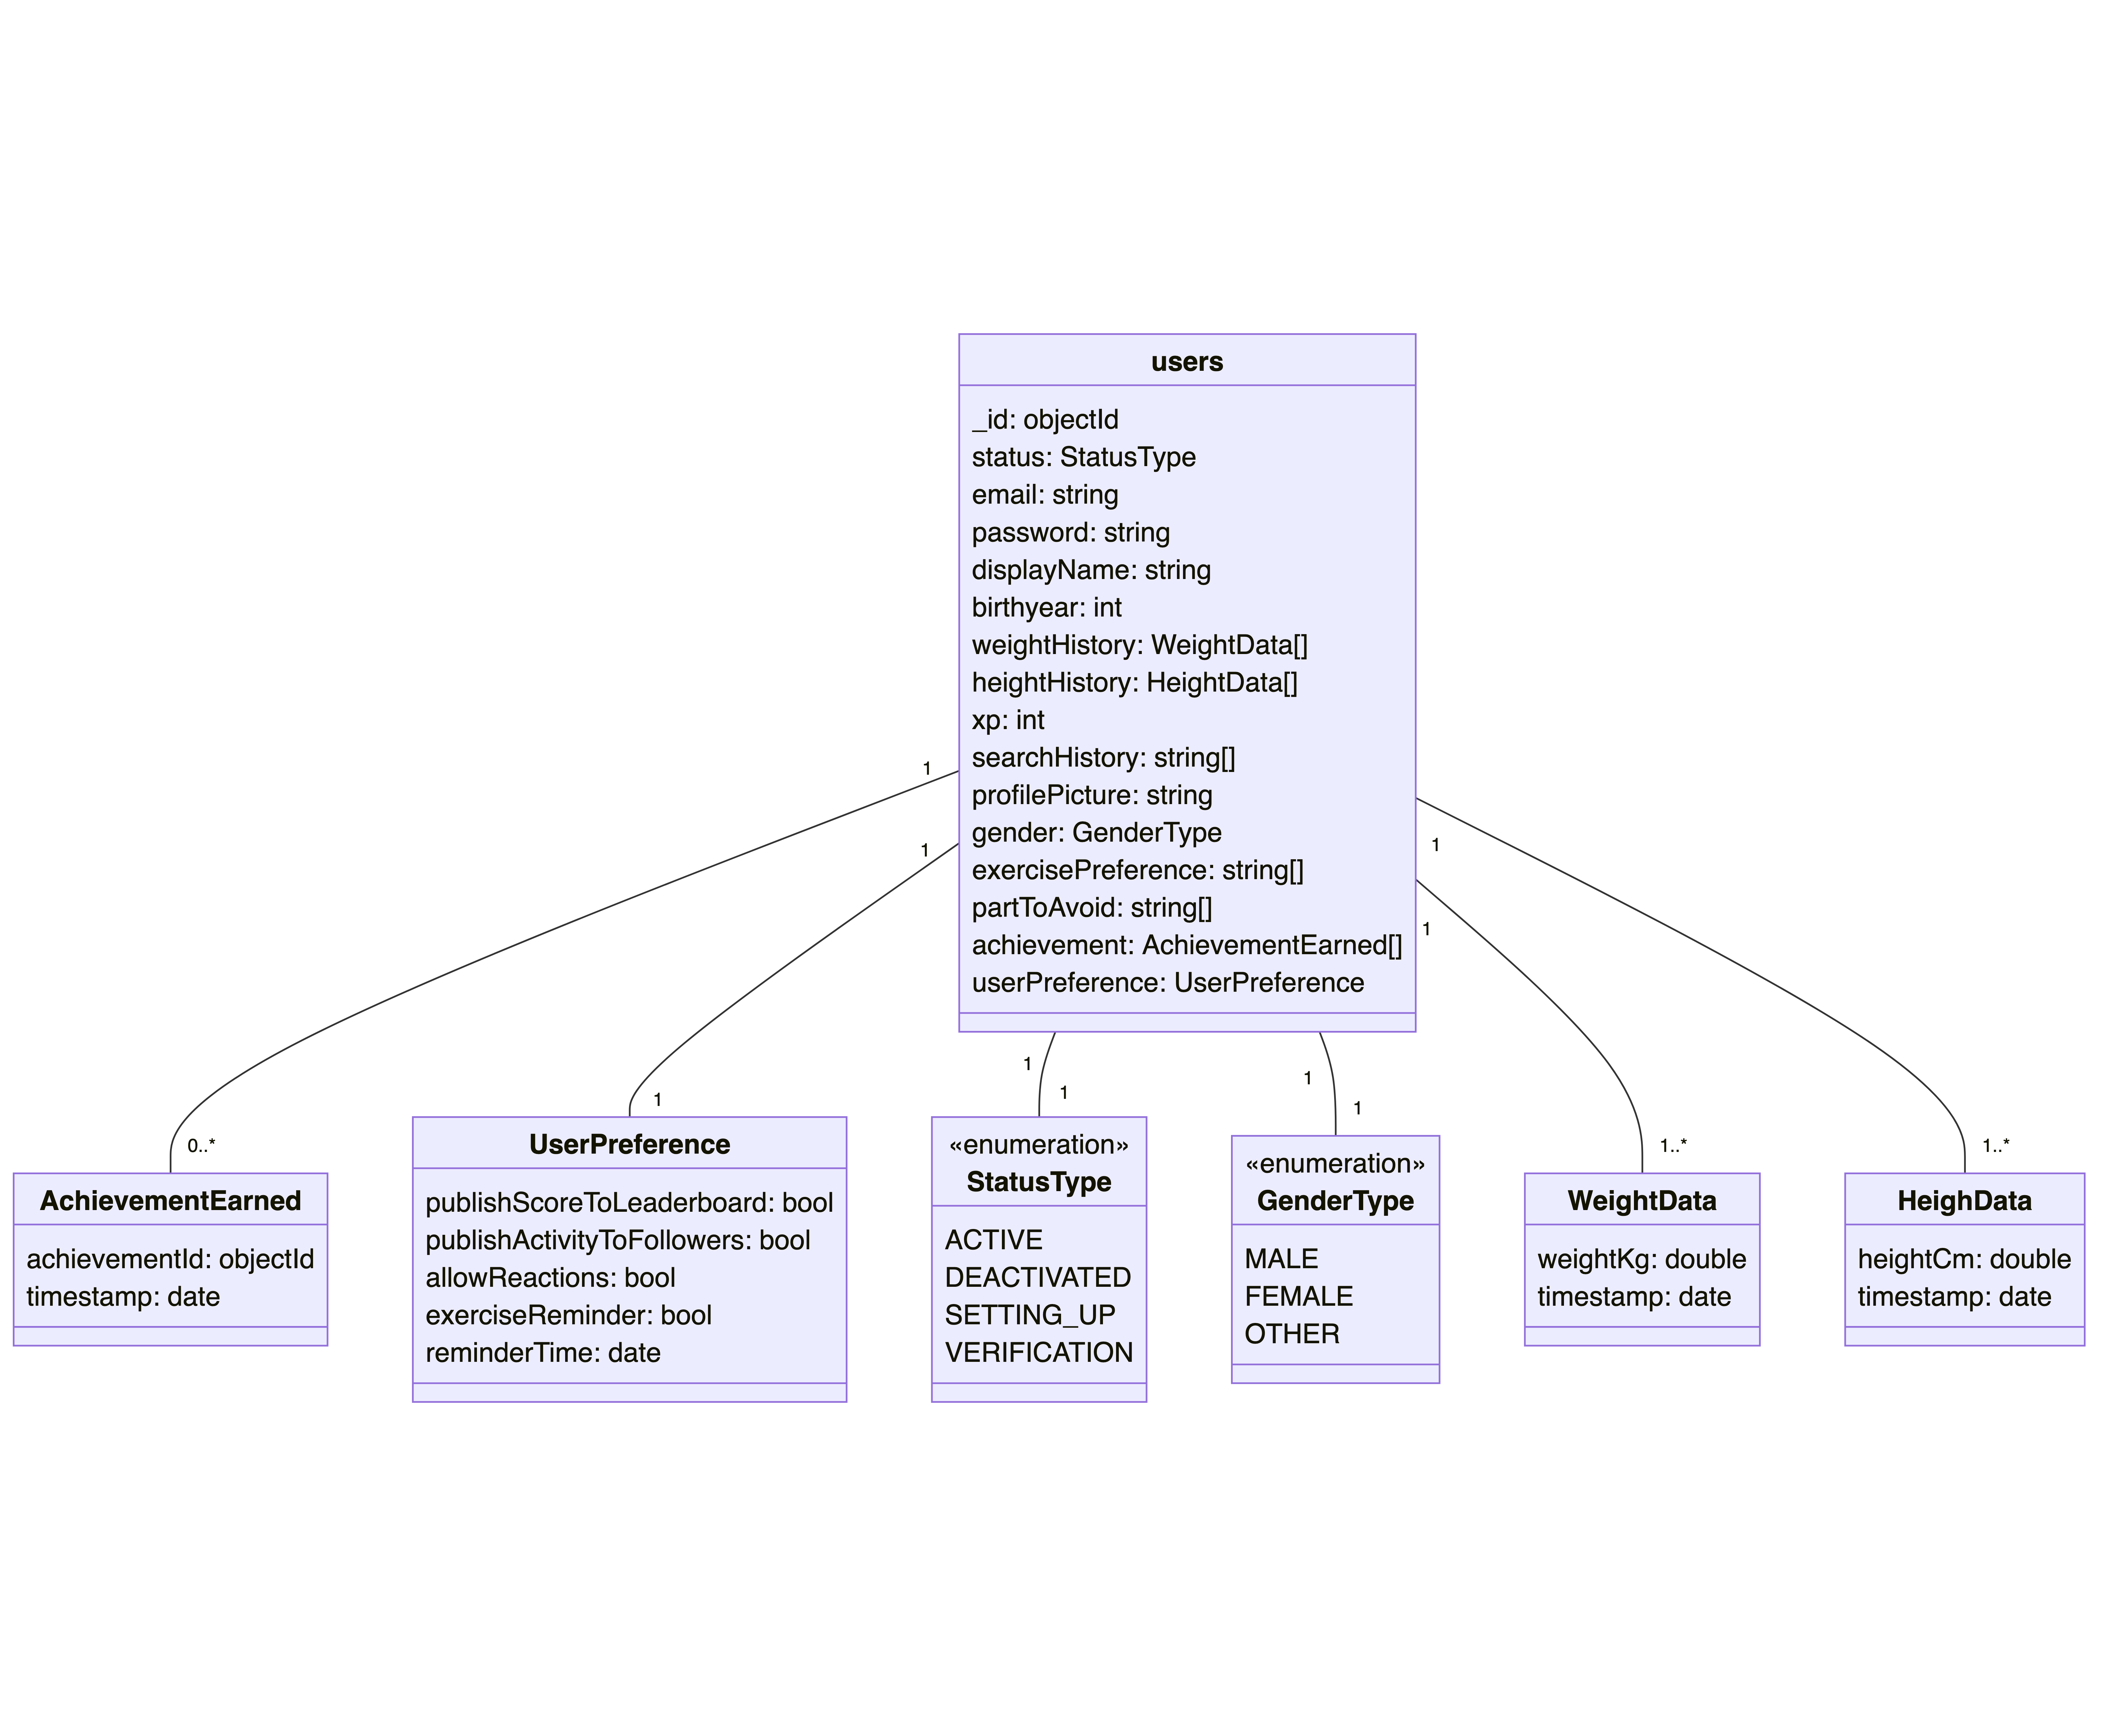 users
_id: objectId
status: StatusType
email: string
password: string
displayName: string
birthyear: int
weightHistory: WeightData[]
heightHistory: HeightData[]
xp: int
searchHistory: string[]
profilePicture: string
gender: GenderType
exercisePreference: string[]
partToAvoid: string[]
achievement: AchievementEarned[]
userPreference: UserPreference
1
1
1
1
1
1
1
1
1
0..*
1..*
1..*
AchievementEarned
achievementId: objectId
timestamp: date
UserPreference
publishScoreToLeaderboard: bool
publishActivityToFollowers: bool
allowReactions: bool
exerciseReminder: bool
reminderTime: date
«enumeration»
StatusType
ACTIVE
DEACTIVATED
SETTING_UP
VERIFICATION
«enumeration»
GenderType
MALE
FEMALE
OTHER
WeightData
weightKg: double
timestamp: date
HeighData
heightCm: double
timestamp: date